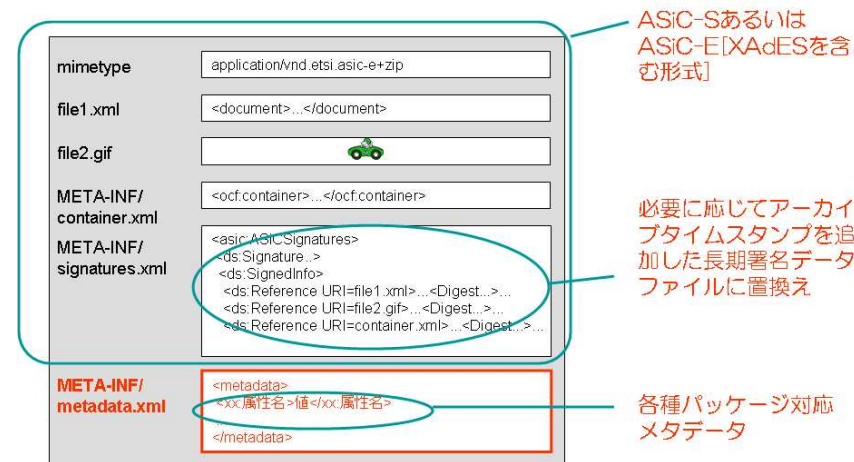 ASiC-Sあるいは
ASiC-E[XAdESを含
む形式]
mimetype
application/vnd.etsi.asic-e+zip
file1.xml
<document>...</document>
file2.gif
META-INF/
container.xml
<ocf:container>...</ocf:container>
META-INF/
signatures.xml
<asic:ASiCSignatures>
<ds:Signature..>
<ds:SignedInfo>
<ds:Reference URI=file1.xml>...<Digest...>...
<ds:Reference URI=file2.gif>...<Digest...>...
<ds:Reference URI=container.xml>...<Digest...>...
必要に応じてアーカイ
ブタイムスタンプを追
加した長期署名データ
ファイルに置換え
META-INF/
metadata.xml
<metadata>
<xx:属性名>値</xx:属性名>
...
</metadata>
各種パッケージ対応
メタデータ